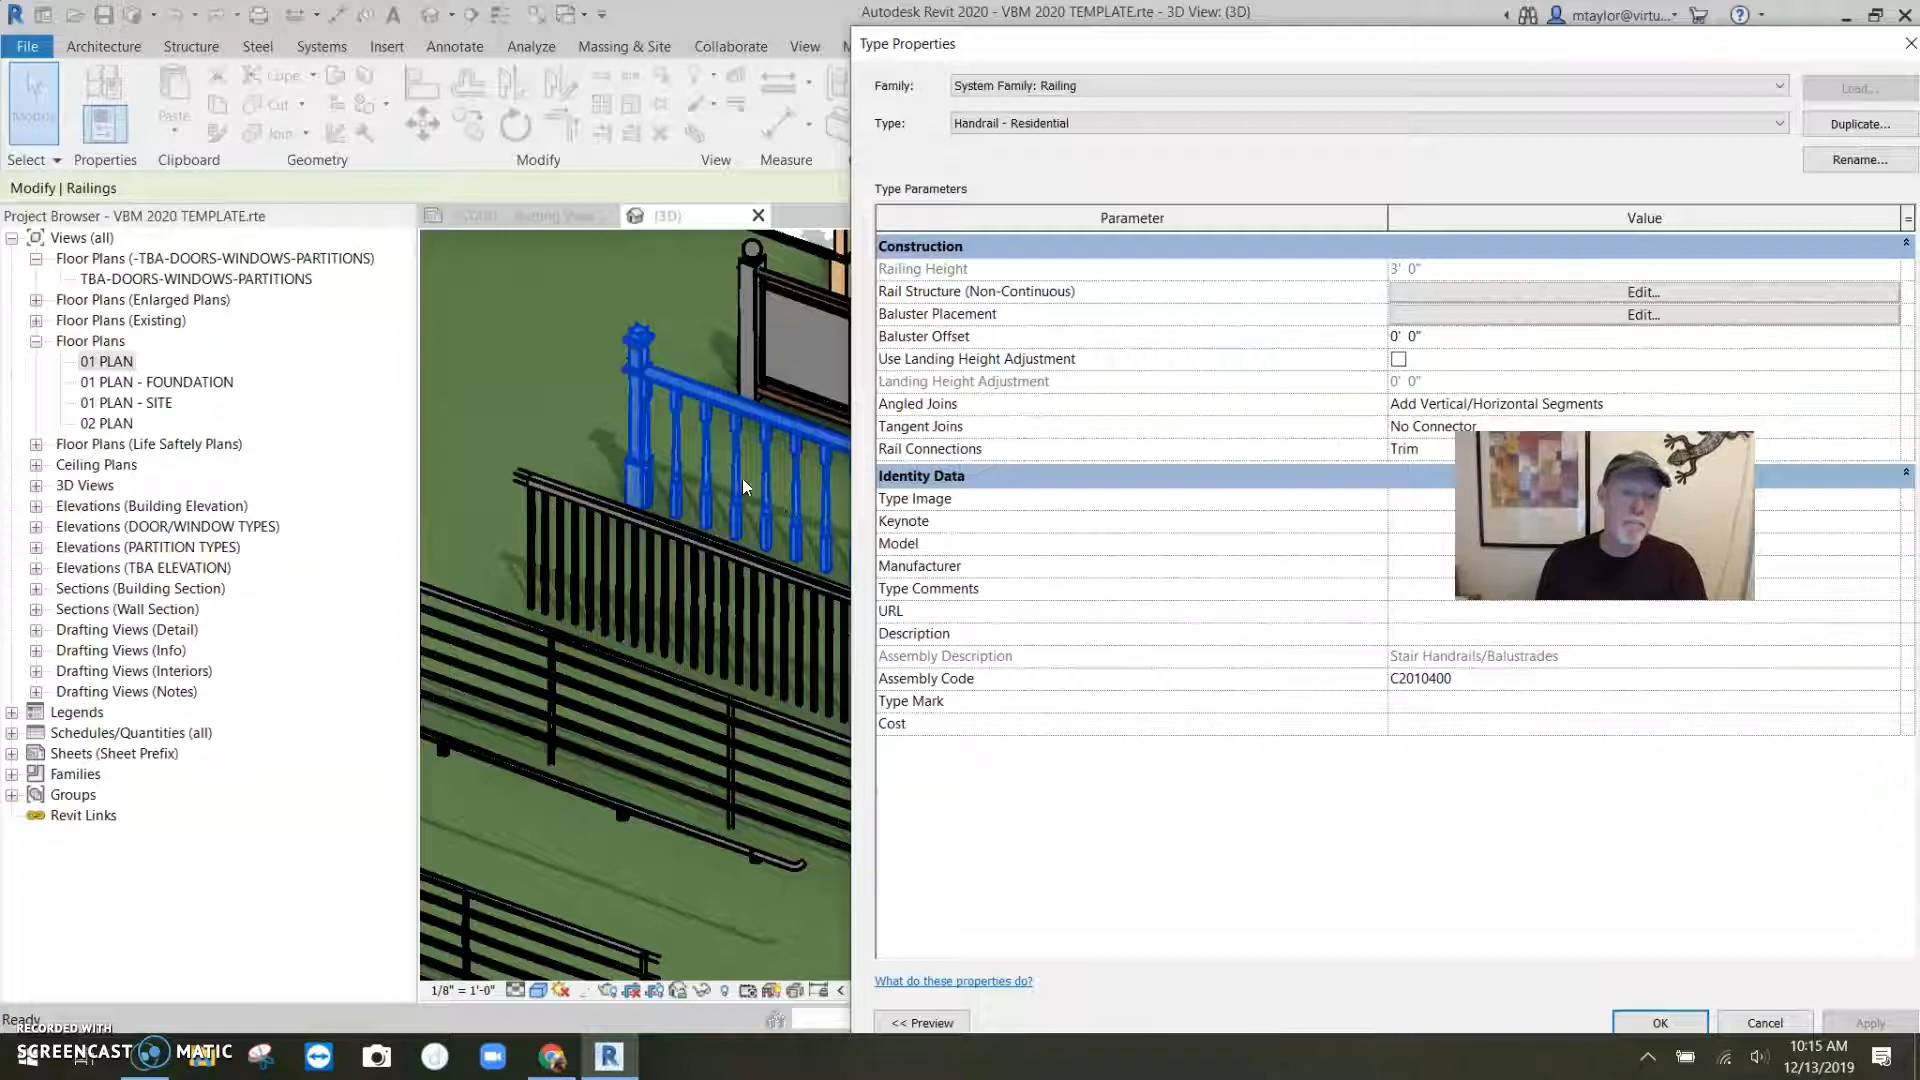 Autodesk Revit 2020 - VBM 2020 TEMPLATE.rte - 3D View: {3D}
mtaylor@virtu...
File Architecture Structure Steel Systems Insert Annotate Analyze Massing & Site Collaborate View
Modify
Paste
Cope
Cut
Join
Select Properties Clipboard Geometry Modify View Measure
Modify | Railings
Project Browser - VBM 2020 TEMPLATE.rte
{3D}
Views (all)
Floor Plans (-TBA-DOORS-WINDOWS-PARTITIONS)
TBA-DOORS-WINDOWS-PARTITIONS
Floor Plans (Enlarged Plans)
Floor Plans (Existing)
Floor Plans
01 PLAN
01 PLAN - FOUNDATION
01 PLAN - SITE
02 PLAN
Floor Plans (Life Saftely Plans)
Ceiling Plans
3D Views
Elevations (Building Elevation)
Elevations (DOOR/WINDOW TYPES)
Elevations (PARTITION TYPES)
Elevations (TBA ELEVATION)
Sections (Building Section)
Sections (Wall Section)
Drafting Views (Detail)
Drafting Views (Info)
Drafting Views (Interiors)
Drafting Views (Notes)
Legends
Schedules/Quantities (all)
Sheets (Sheet Prefix)
Families
Groups
Revit Links
1/8" = 1'-0"
Ready
Type Properties
Family: System Family: Railing Load...
Type: Handrail - Residential Duplicate...
Rename...
Type Parameters
Parameter Value =
Construction
Railing Height 3' 0"
Rail Structure (Non-Continuous) Edit...
Baluster Placement Edit...
Baluster Offset 0' 0"
Use Landing Height Adjustment
Landing Height Adjustment 0' 0"
Angled Joins Add Vertical/Horizontal Segments
Tangent Joins No Connector
Rail Connections Trim
Identity Data
Type Image
Keynote
Model
Manufacturer
Type Comments
URL
Description
Assembly Description Stair Handrails/Balustrades
Assembly Code C2010400
Type Mark
Cost
What do these properties do?
<< Preview OK Cancel Apply
RECORDED WITH
SCREENCAST MATIC
10:15 AM
12/13/2019